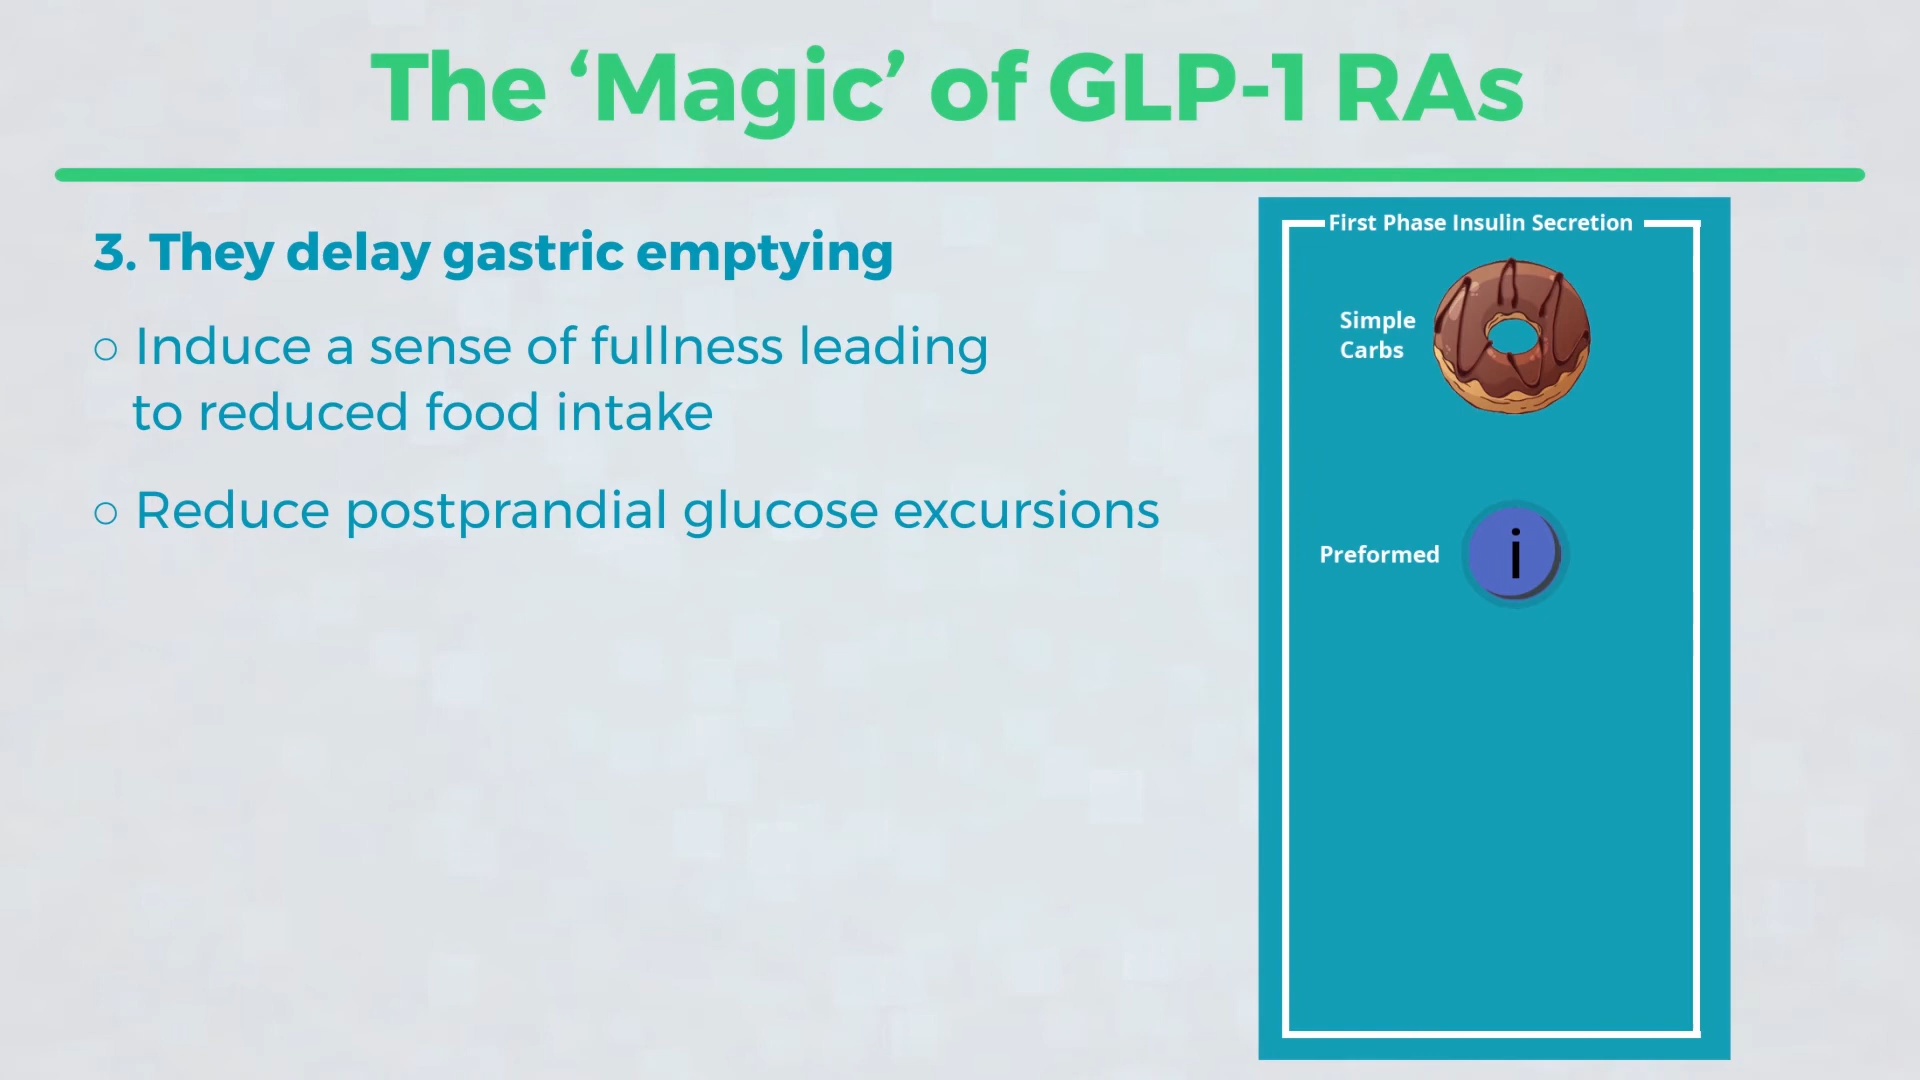 The ‘Magic’ of GLP-1 RAs
3. They delay gastric emptying
○ Induce a sense of fullness leading
to reduced food intake
○ Reduce postprandial glucose excursions
First Phase Insulin Secretion
Simple
Carbs
Preformed
i